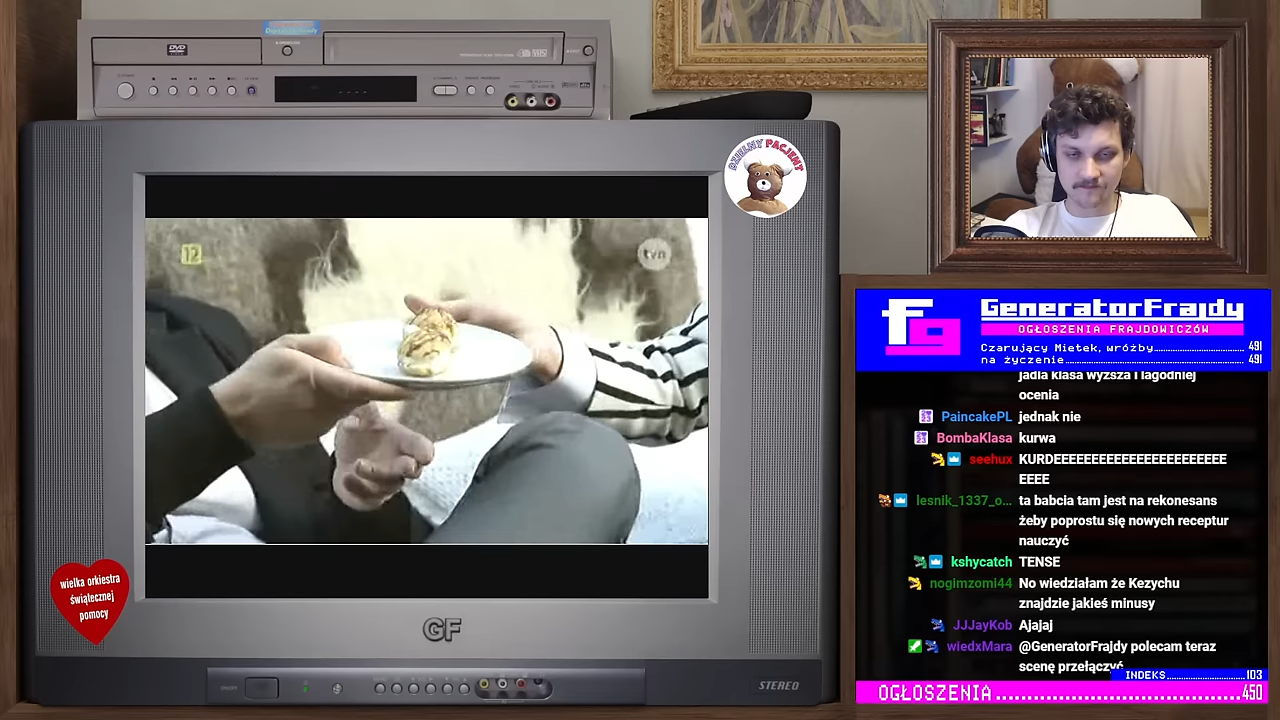 DVD
VHS
DZIELNY PACJENT
12
tvn
wielka orkiestra
świątecznej
pomocy
GF
STEREO
fg
GeneratorFrajdy
OGŁOSZENIA FRAJDOWICZÓW
Czarujący Mietek, wróżby 491
na życzenie 491
jadła klasa wyższa i łagodniej
ocenia
PaincakePL jednak nie
BombaKlasa kurwa
seehux KURDEEEEEEEEEEEEEEEEEEEEEEE
EEEE
lesnik_1337_o... ta babcia tam jest na rekonesans
żeby poprostu się nowych receptur
nauczyć
kshycatch TENSE
nogimzomi44 No wiedziałam że Kezychu
znajdzie jakieś minusy
JJJayKob Ajajaj
wiedxMara @GeneratorFrajdy polecam teraz
scenę przełączyć
INDEKS 103
OGŁOSZENIA 450